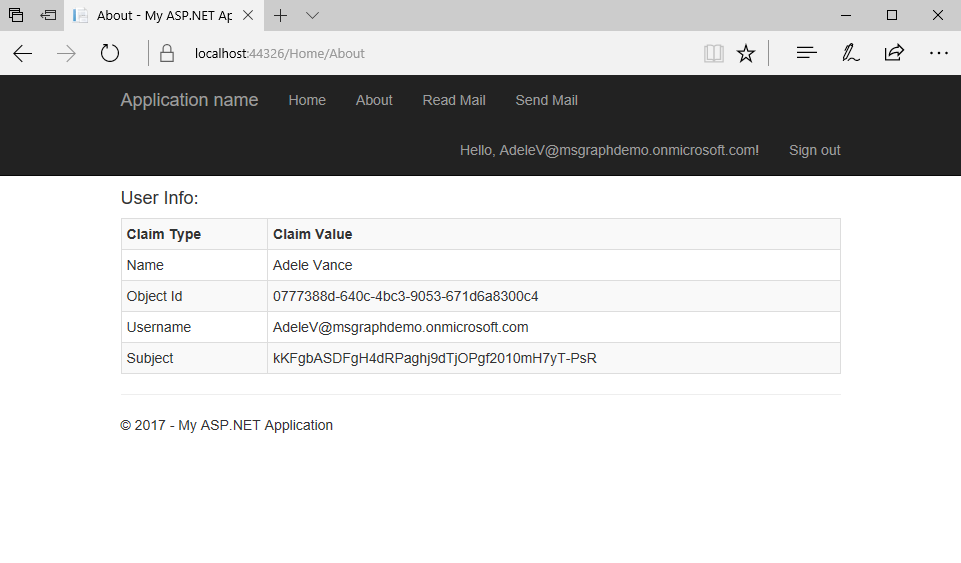 About - My ASP.NET Ap
localhost:44326/Home/About
Application name Home About Read Mail Send Mail
Hello, AdeleV@msgraphdemo.onmicrosoft.com! Sign out
User Info:
Claim Type Claim Value
Name Adele Vance
Object Id 0777388d-640c-4bc3-9053-671d6a8300c4
Username AdeleV@msgraphdemo.onmicrosoft.com
Subject kKFgbASDFgH4dRPaghj9dTjOPgf2010mH7yT-PsR
© 2017 - My ASP.NET Application